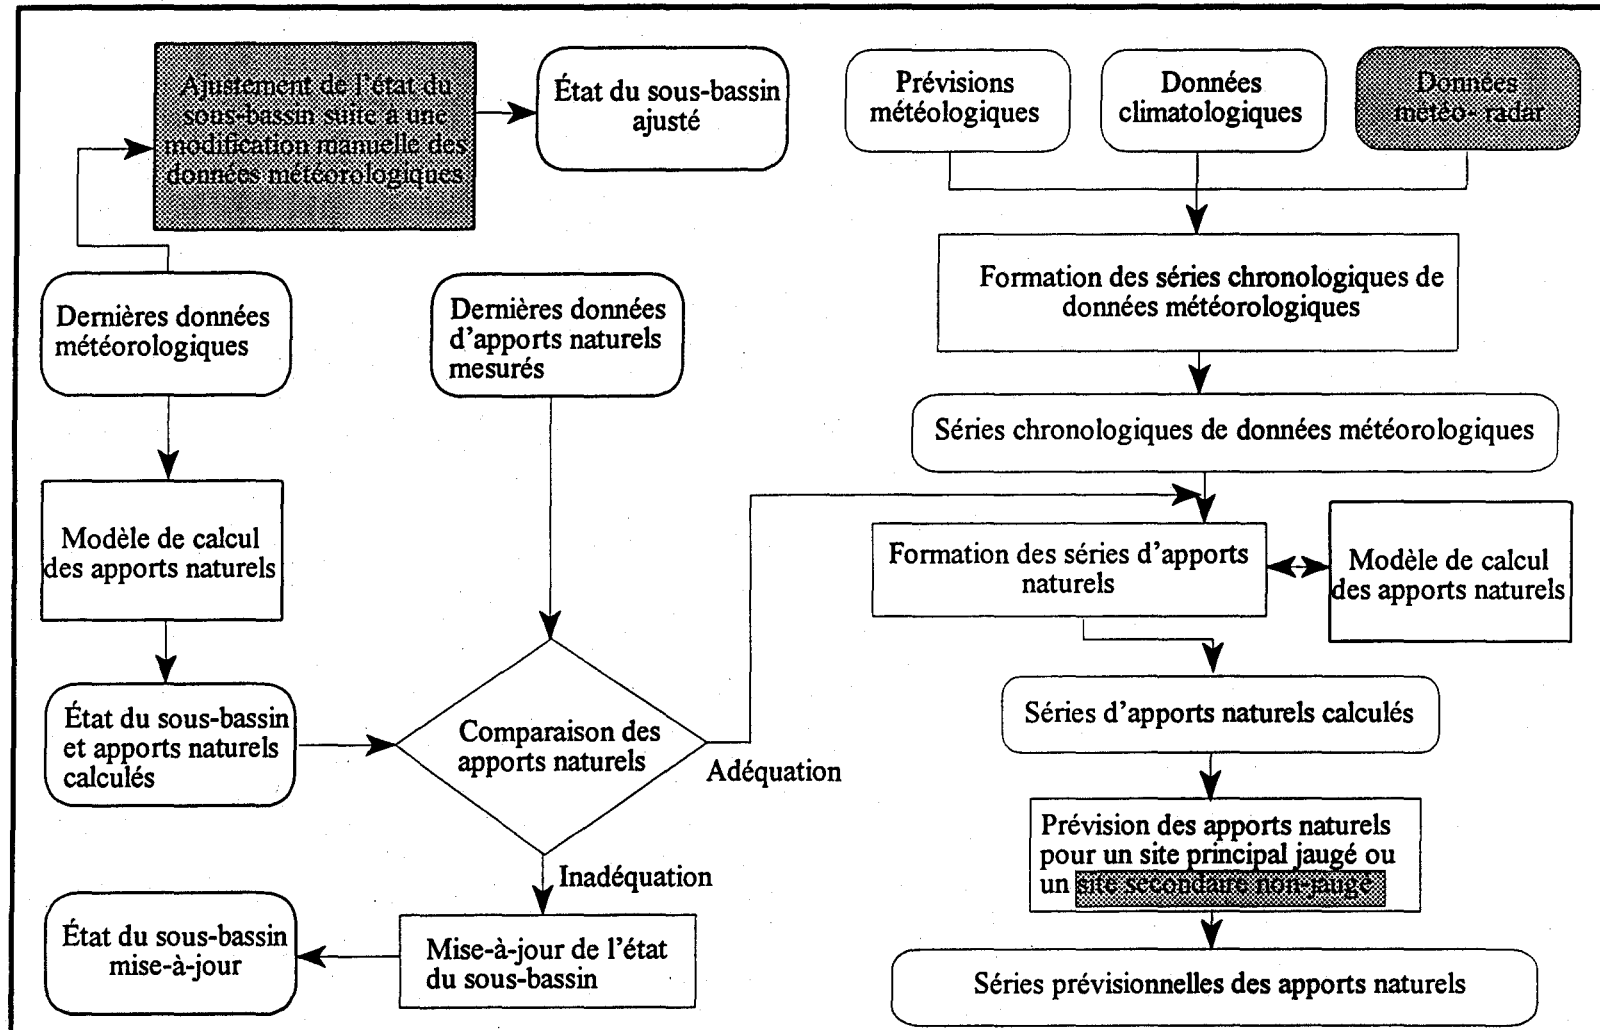 Ajustement de l'état du
sous-bassin suite à une
modification manuelle des
données météorologiques
État du sous-bassin
ajusté
Prévisions
météologiques
Données
climatologiques
Données
météo- radar
Formation des séries chronologiques de
données météorologiques
Dernières données
météorologiques
Dernières données
d'apports naturels
mesurés
Séries chronologiques de données météorologiques
Modèle de calcul
des apports naturels
Formation des séries d'apports
naturels
Modèle de calcul
des apports naturels
État du sous-bassin
et apports naturels
calculés
Comparaison des
apports naturels
Adéquation
Séries d'apports naturels calculés
Inadéquation
Prévision des apports naturels
pour un site principal jaugé ou
un site secondaire non-jaugé
État du sous-bassin
mise-à-jour
Mise-à-jour de l'état
du sous-bassin
Séries prévisionnelles des apports naturels